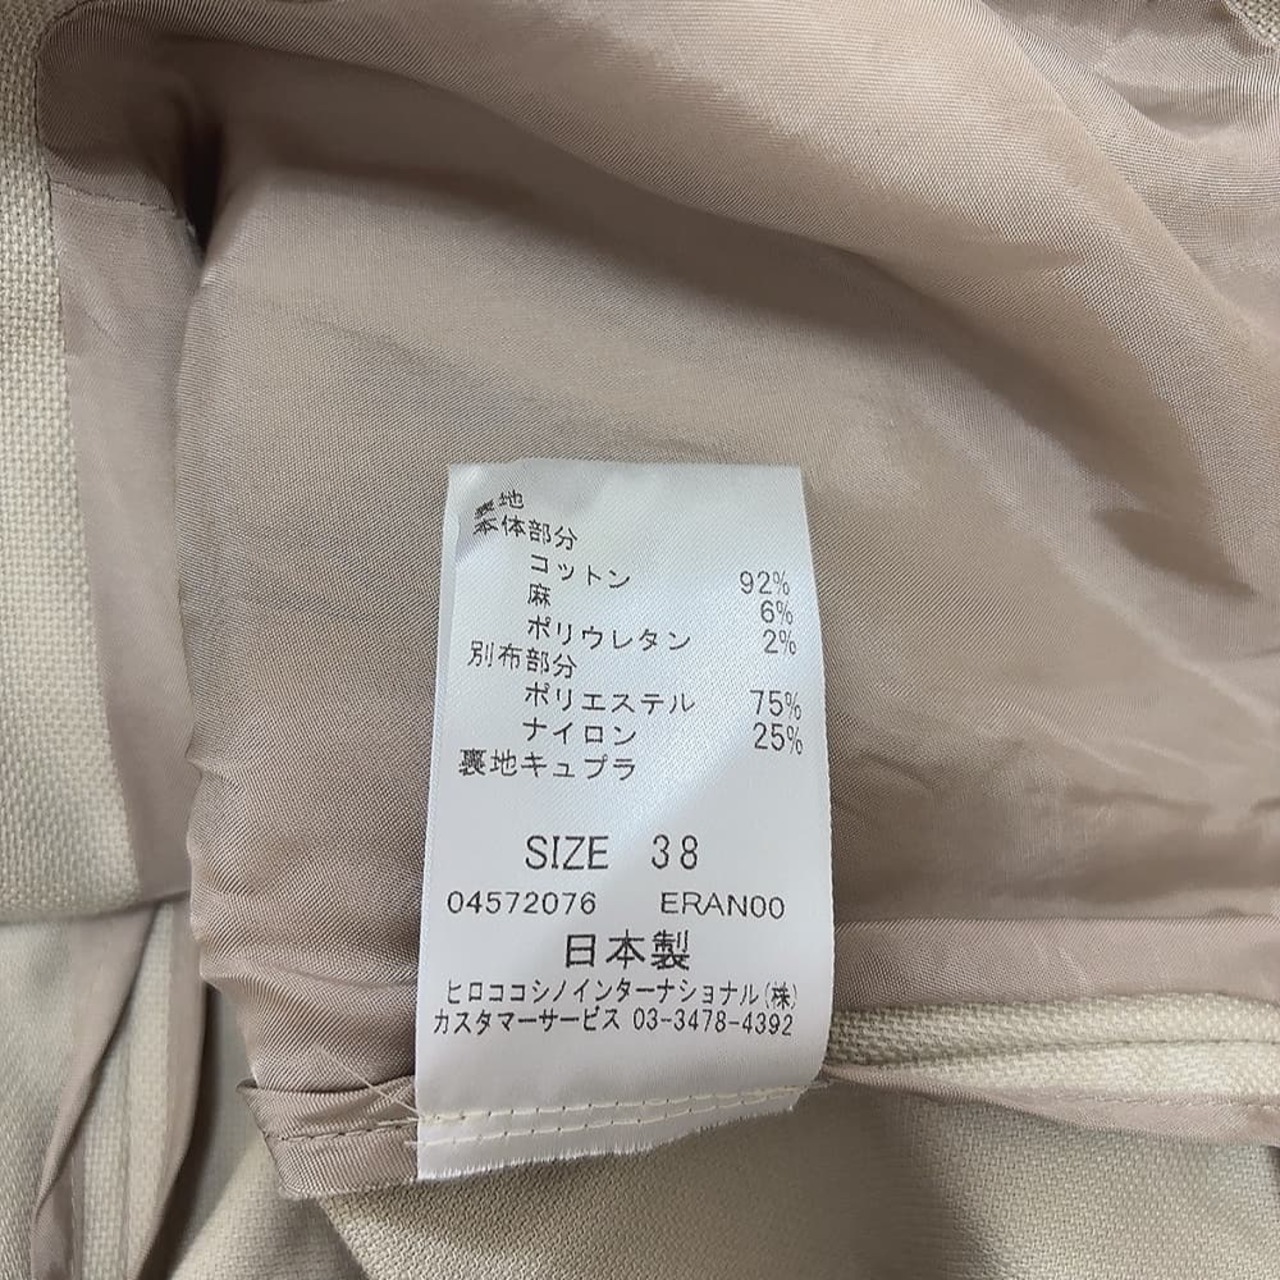 表地
本体部分
コットン 92%
麻 6%
ポリウレタン 2%
別布部分
ポリエステル 75%
ナイロン 25%
裏地キュプラ
SIZE 38
04572076 ERAN00
日本製
ヒロココシノインターナショナル(株)
カスタマーサービス 03-3478-4392